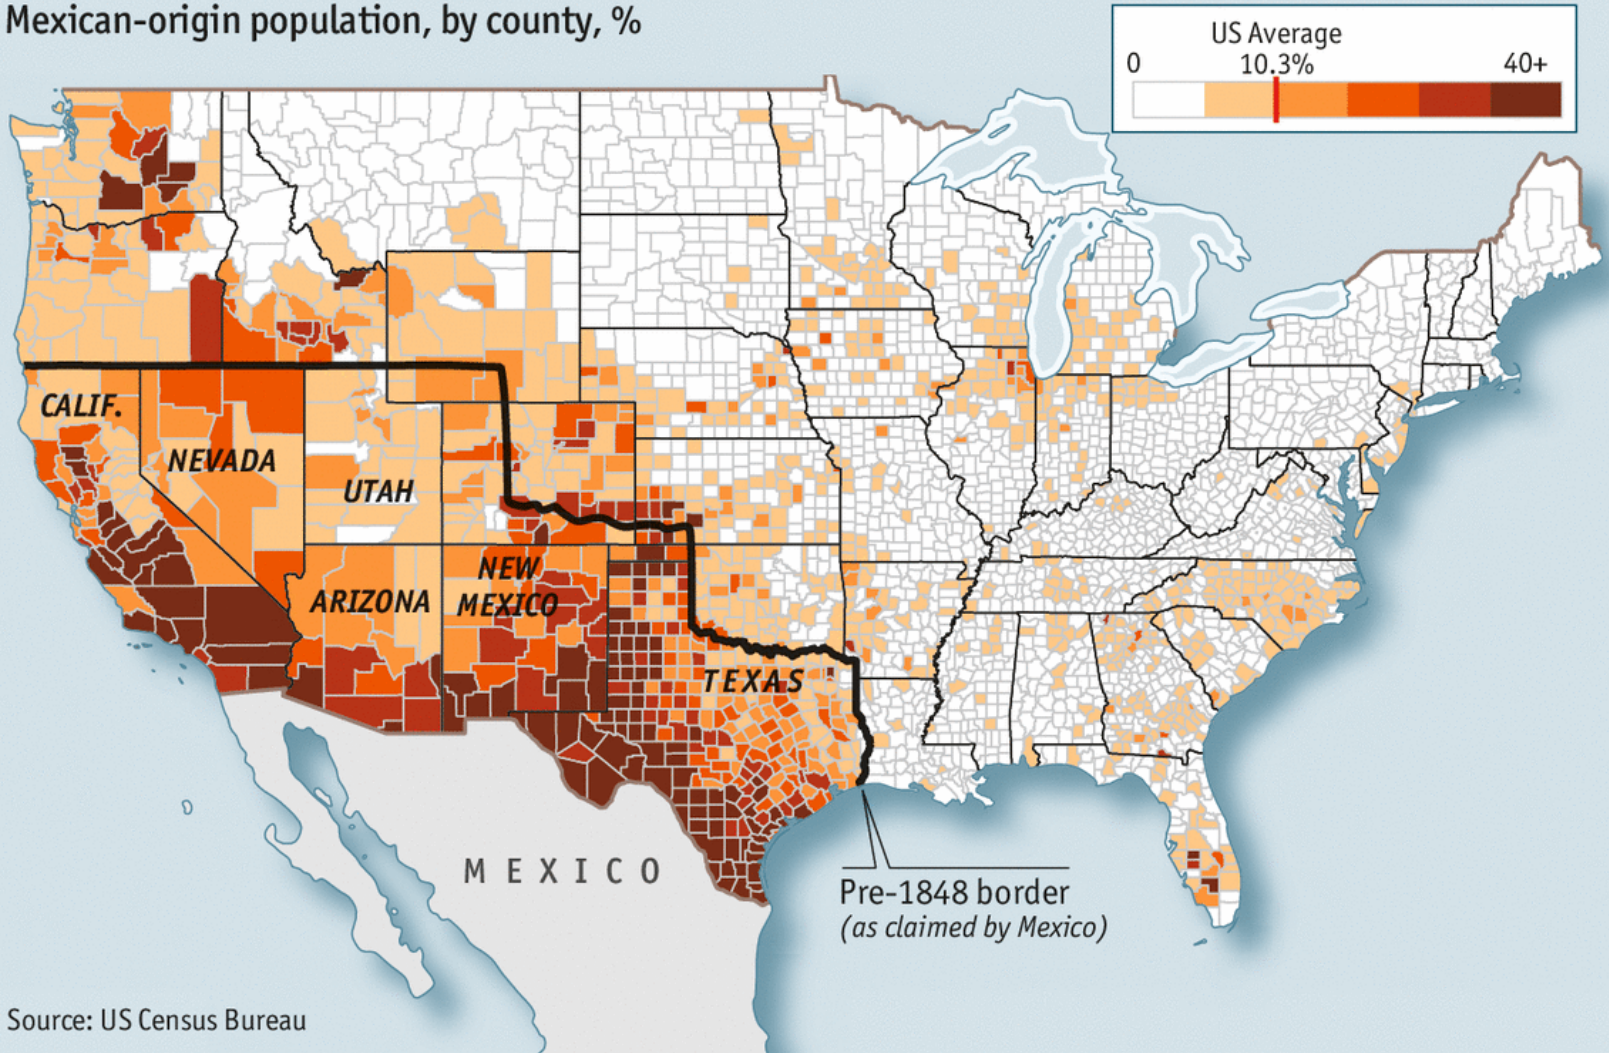 Mexican-origin population, by county, %
US Average
0 10.3% 40+
CALIF.
NEVADA
UTAH
ARIZONA
NEW
MEXICO
TEXAS
MEXICO
Pre-1848 border
(as claimed by Mexico)
Source: US Census Bureau